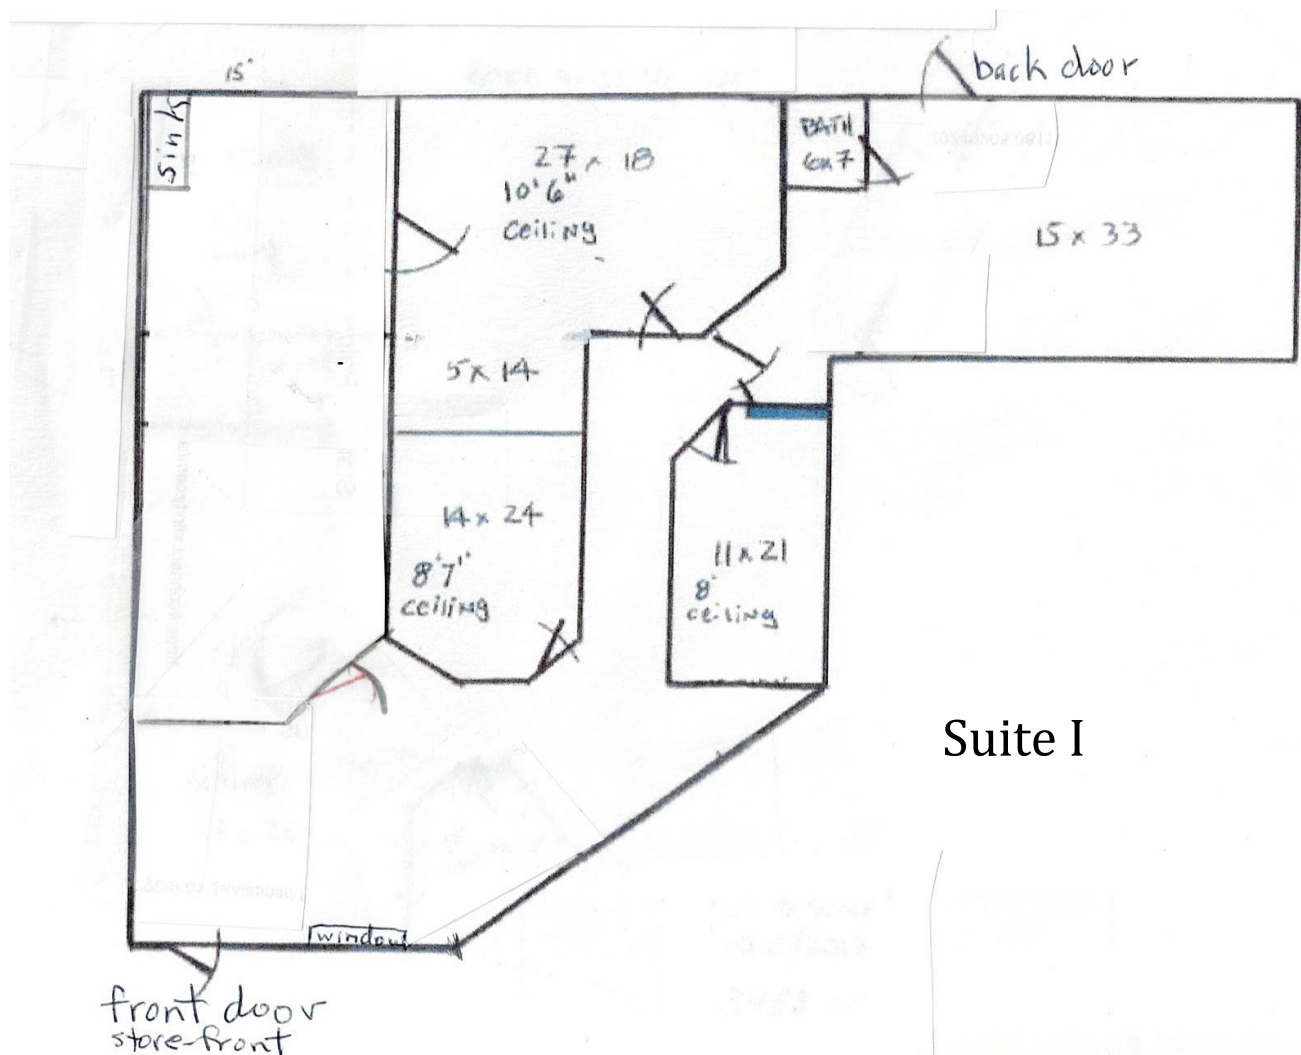 15'
back door
sink
BATH
6x7
27 x 18
10' 6"
ceiling
15 x 33
5 x 14
14 x 24
8' 7"
ceiling
11 x 21
8'
ceiling
Suite I
window
front door
store-front